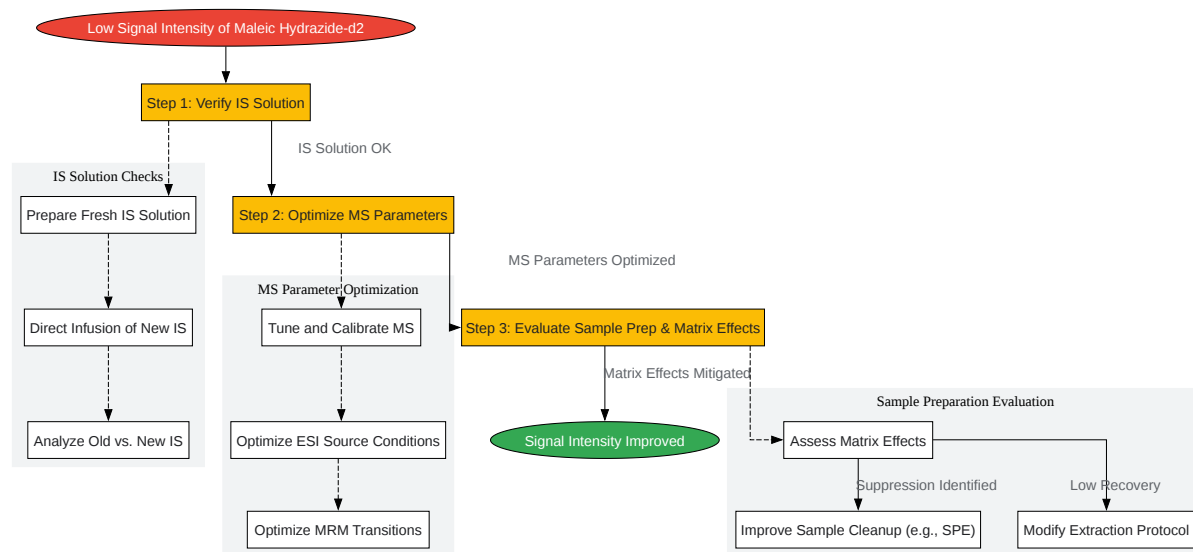 Low Signal Intensity of Maleic Hydrazide-d2
Step 1: Verify IS Solution
IS Solution OK
IS Solution Checks
Prepare Fresh IS Solution
Step 2: Optimize MS Parameters
MS Parameters Optimized
MS Parameter Optimization
Direct Infusion of New IS
Tune and Calibrate MS
Step 3: Evaluate Sample Prep & Matrix Effects
Matrix Effects Mitigated
Sample Preparation Evaluation
Analyze Old vs. New IS
Optimize ESI Source Conditions
Signal Intensity Improved
Assess Matrix Effects
Suppression Identified
Low Recovery
Optimize MRM Transitions
Improve Sample Cleanup (e.g., SPE)
Modify Extraction Protocol